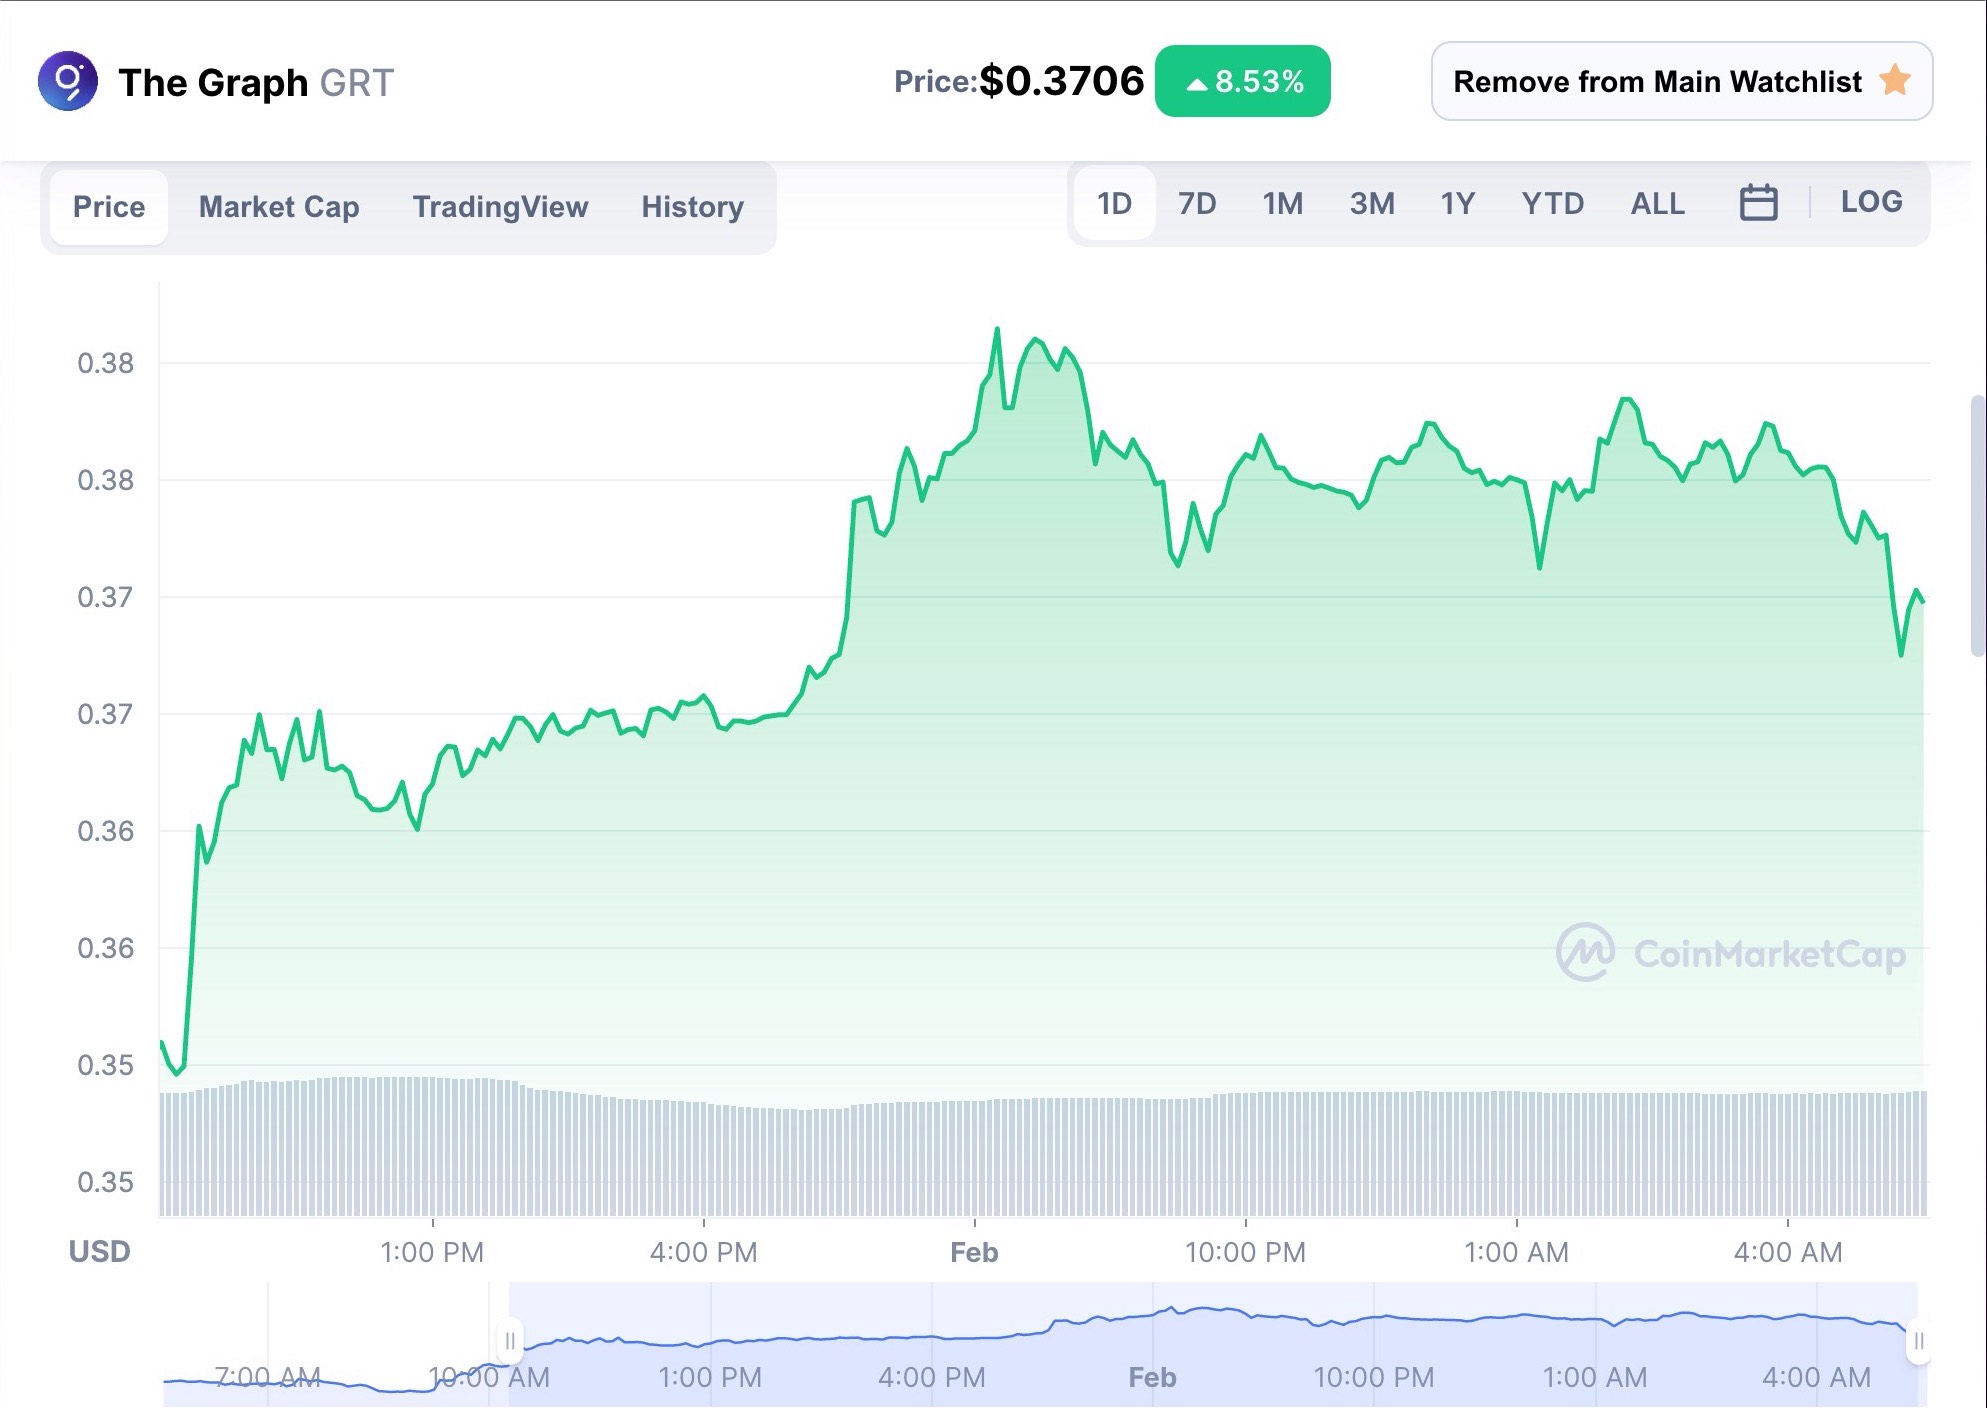 The Graph GRT
Price:$0.3706 ▲ 8.53%
Remove from Main Watchlist
Price Market Cap TradingView History
1D 7D 1M 3M 1Y YTD ALL LOG
0.38
0.38
0.37
0.37
0.36
0.36
0.35
0.35
CoinMarketCap
USD 1:00 PM 4:00 PM Feb 10:00 PM 1:00 AM 4:00 AM
7:00 AM 10:00 AM 1:00 PM 4:00 PM Feb 10:00 PM 1:00 AM 4:00 AM